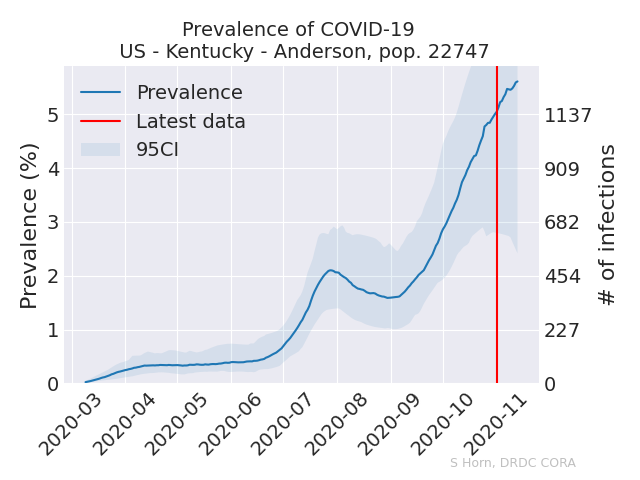 Prevalence of COVID-19
US - Kentucky - Anderson, pop. 22747
Prevalence
Latest data
95CI
Prevalence (%)
5
4
3
2
1
0
1137
909
682
454
227
0
# of infections
2020-03
2020-04
2020-05
2020-06
2020-07
2020-08
2020-09
2020-10
2020-11
S Horn, DRDC CORA